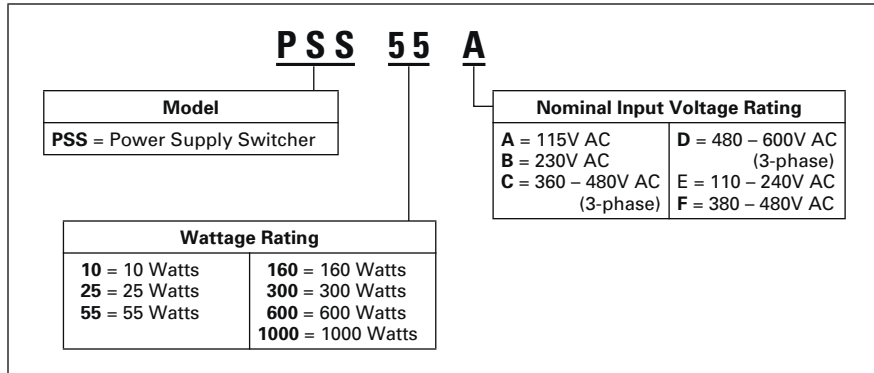 PSS 55 A
Model
PSS = Power Supply Switcher
Nominal Input Voltage Rating
A = 115V AC
B = 230V AC
C = 360 – 480V AC
(3-phase)
D = 480 – 600V AC
(3-phase)
E = 110 – 240V AC
F = 380 – 480V AC
Wattage Rating
10 = 10 Watts
25 = 25 Watts
55 = 55 Watts
160 = 160 Watts
300 = 300 Watts
600 = 600 Watts
1000 = 1000 Watts